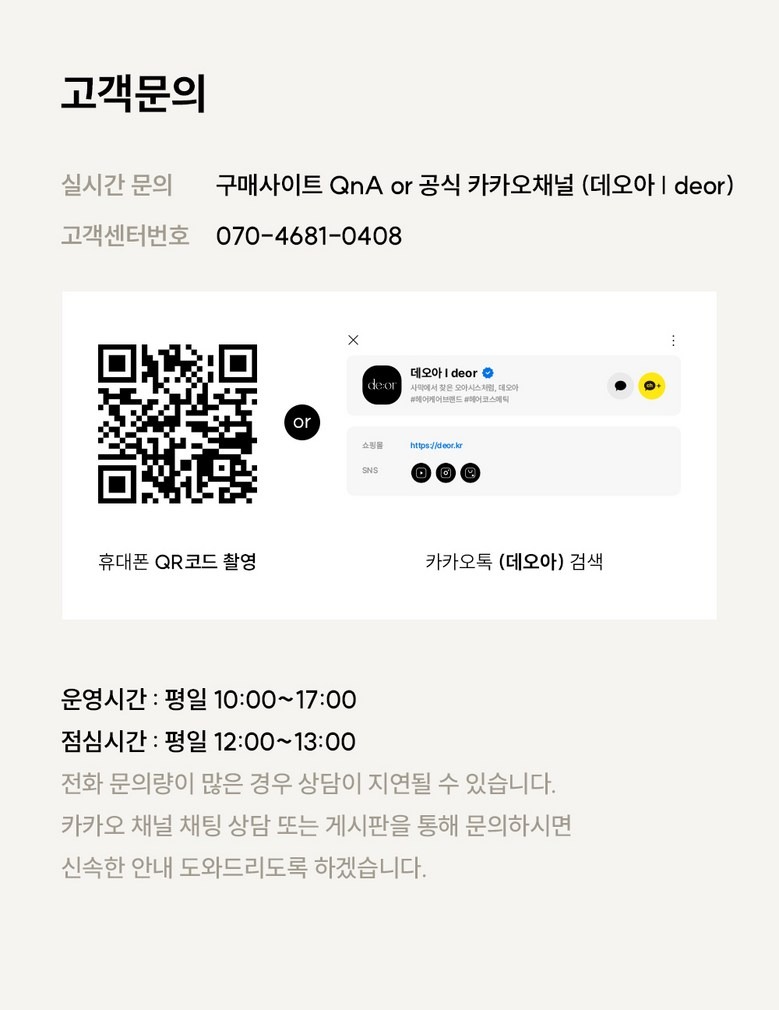 고객문의
실시간 문의 구매사이트 QnA or 공식 카카오채널 (데오아 | deor)
고객센터번호 070-4681-0408
de:or
데오아 | deor
사막에서 찾은 오아시스처럼, 데오아
#헤어케어브랜드 #헤어코스메틱
ch+
or
쇼핑몰 https://deor.kr
SNS
휴대폰 QR코드 촬영
카카오톡 (데오아) 검색
운영시간 : 평일 10:00~17:00
점심시간 : 평일 12:00~13:00
전화 문의량이 많은 경우 상담이 지연될 수 있습니다.
카카오 채널 채팅 상담 또는 게시판을 통해 문의하시면
신속한 안내 도와드리도록 하겠습니다.